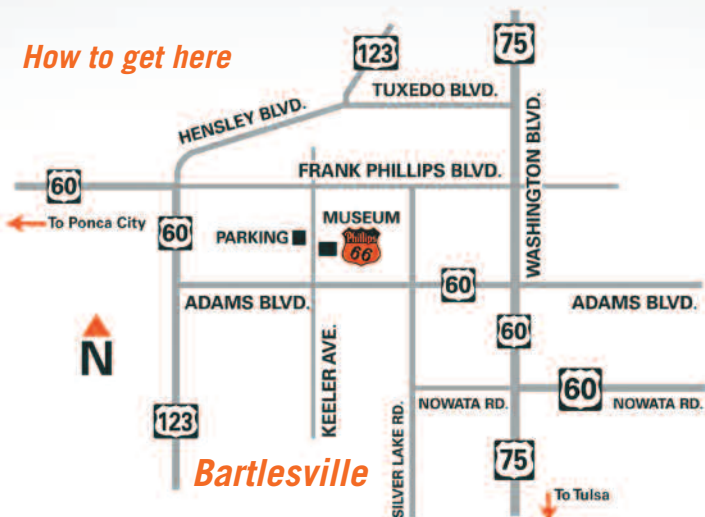 How to get here
123
75
TUXEDO BLVD.
HENSLEY BLVD.
WASHINGTON BLVD.
FRANK PHILLIPS BLVD.
60
To Ponca City
60
PARKING
MUSEUM
Phillips
66
60
ADAMS BLVD.
ADAMS BLVD.
N
KEELER AVE.
60
60
NOWATA RD.
NOWATA RD.
123
SILVER LAKE RD.
75
Bartlesville
To Tulsa